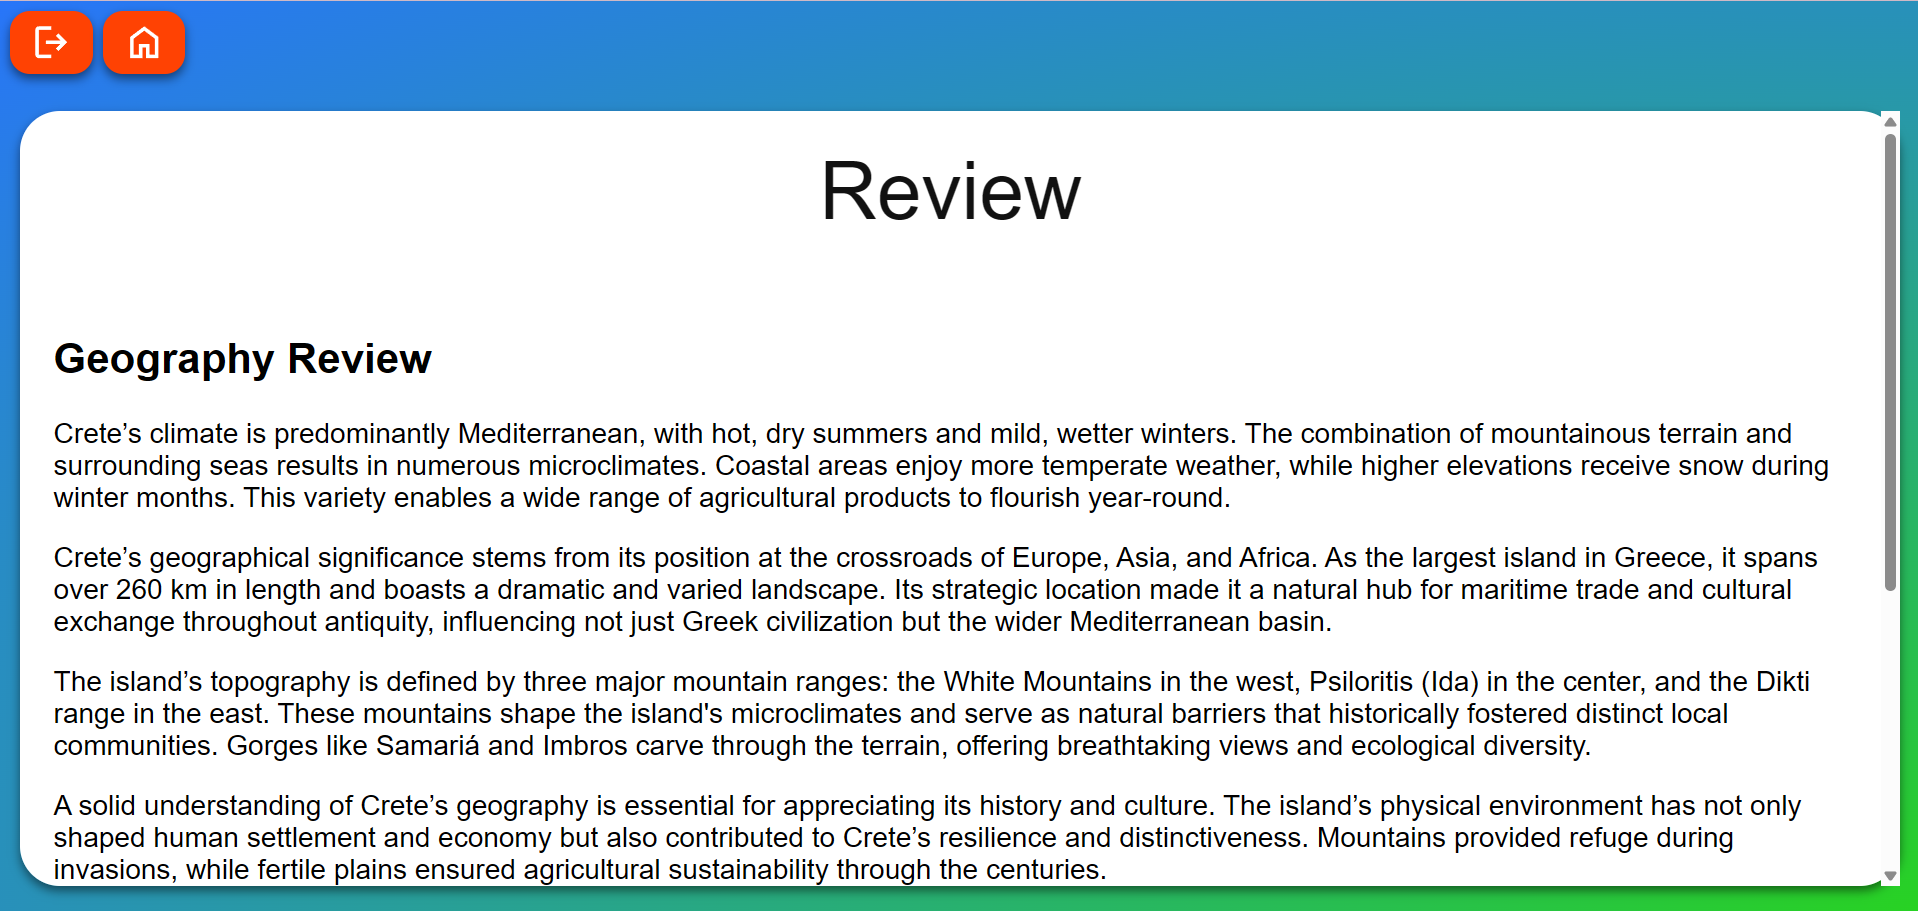 Review
Geography Review
Crete’s climate is predominantly Mediterranean, with hot, dry summers and mild, wetter winters. The combination of mountainous terrain and
surrounding seas results in numerous microclimates. Coastal areas enjoy more temperate weather, while higher elevations receive snow during
winter months. This variety enables a wide range of agricultural products to flourish year-round.
Crete’s geographical significance stems from its position at the crossroads of Europe, Asia, and Africa. As the largest island in Greece, it spans
over 260 km in length and boasts a dramatic and varied landscape. Its strategic location made it a natural hub for maritime trade and cultural
exchange throughout antiquity, influencing not just Greek civilization but the wider Mediterranean basin.
The island’s topography is defined by three major mountain ranges: the White Mountains in the west, Psiloritis (Ida) in the center, and the Dikti
range in the east. These mountains shape the island's microclimates and serve as natural barriers that historically fostered distinct local
communities. Gorges like Samariá and Imbros carve through the terrain, offering breathtaking views and ecological diversity.
A solid understanding of Crete’s geography is essential for appreciating its history and culture. The island’s physical environment has not only
shaped human settlement and economy but also contributed to Crete’s resilience and distinctiveness. Mountains provided refuge during
invasions, while fertile plains ensured agricultural sustainability through the centuries.